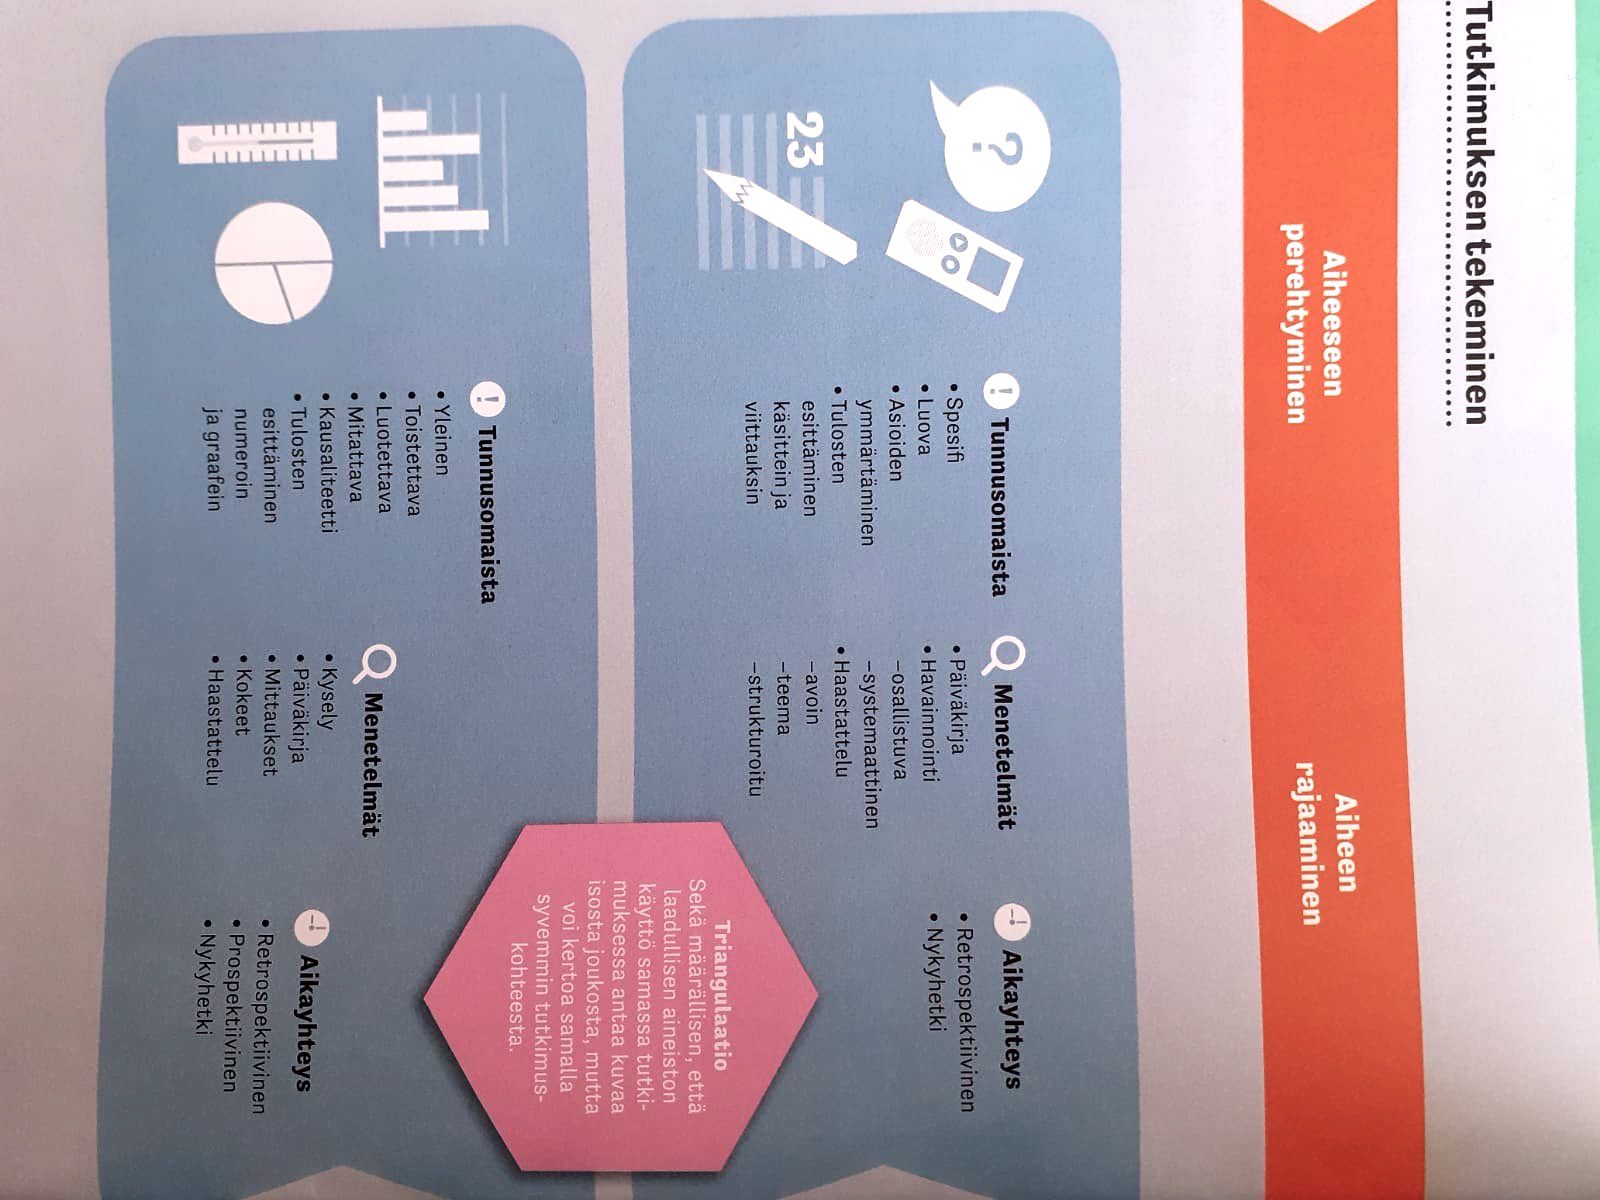 Tutkimuksen tekeminen
Aiheeseen
perehtyminen
Aiheen
rajaaminen
?
23
! Tunnusomaista
• Spesifi
• Luova
• Asioiden
ymmärtäminen
• Tulosten
esittäminen
käsittein ja
viittauksin
Menetelmät
• Päiväkirja
• Havainnointi
–osallistuva
–systemaattinen
• Haastattelu
–avoin
–teema
–strukturoitu
Aikayhteys
• Retrospektiivinen
• Nykyhetki
Triangulaatio
Sekä määrällisen, että
laadullisen aineiston
käyttö samassa tutki-
muksessa antaa kuvaa
isosta joukosta, mutta
voi kertoa samalla
syvemmin tutkimus-
kohteesta.
! Tunnusomaista
• Yleinen
• Toistettava
• Luotettava
• Mitattava
• Kausaliteetti
• Tulosten
esittäminen
numeroin
ja graafein
Menetelmät
• Kysely
• Päiväkirja
• Mittaukset
• Kokeet
• Haastattelu
Aikayhteys
• Retrospektiivinen
• Prospektiivinen
• Nykyhetki